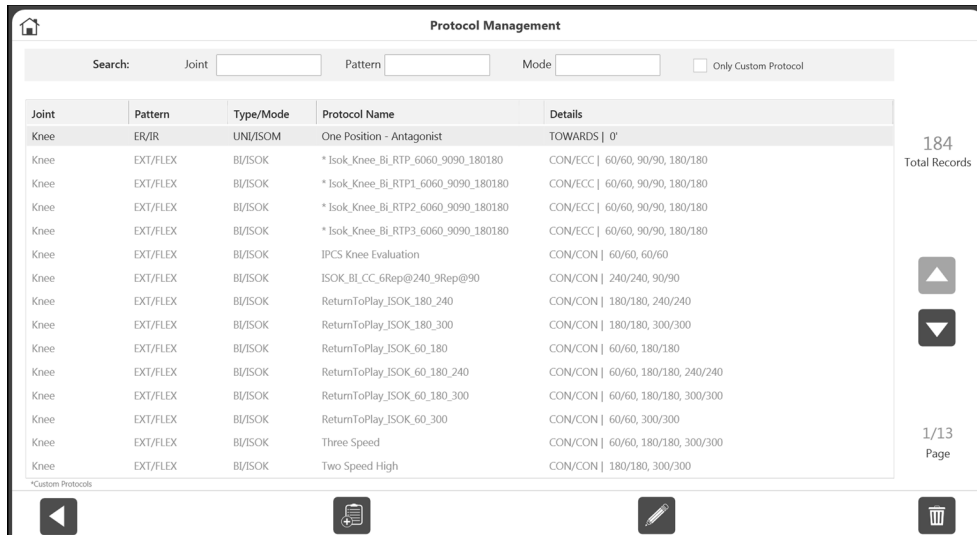 Protocol Management
Search: Joint Pattern Mode Only Custom Protocol
Joint Pattern Type/Mode Protocol Name Details
Knee ER/IR UNI/ISOM One Position - Antagonist TOWARDS | 0'
Knee EXT/FLEX BI/ISOK * Isok_Knee_Bi_RTP_6060_9090_180180 CON/ECC | 60/60, 90/90, 180/180
Knee EXT/FLEX BI/ISOK * Isok_Knee_Bi_RTP1_6060_9090_180180 CON/ECC | 60/60, 90/90, 180/180
Knee EXT/FLEX BI/ISOK * Isok_Knee_Bi_RTP2_6060_9090_180180 CON/ECC | 60/60, 90/90, 180/180
Knee EXT/FLEX BI/ISOK * Isok_Knee_Bi_RTP3_6060_9090_180180 CON/ECC | 60/60, 90/90, 180/180
Knee EXT/FLEX BI/ISOK IPCS Knee Evaluation CON/CON | 60/60, 60/60
Knee EXT/FLEX BI/ISOK ISOK_BI_CC_6Rep@240_9Rep@90 CON/CON | 240/240, 90/90
Knee EXT/FLEX BI/ISOK ReturnToPlay_ISOK_180_240 CON/CON | 180/180, 240/240
Knee EXT/FLEX BI/ISOK ReturnToPlay_ISOK_180_300 CON/CON | 180/180, 300/300
Knee EXT/FLEX BI/ISOK ReturnToPlay_ISOK_60_180 CON/CON | 60/60, 180/180
Knee EXT/FLEX BI/ISOK ReturnToPlay_ISOK_60_180_240 CON/CON | 60/60, 180/180, 240/240
Knee EXT/FLEX BI/ISOK ReturnToPlay_ISOK_60_180_300 CON/CON | 60/60, 180/180, 300/300
Knee EXT/FLEX BI/ISOK ReturnToPlay_ISOK_60_300 CON/CON | 60/60, 300/300
Knee EXT/FLEX BI/ISOK Three Speed CON/CON | 60/60, 180/180, 300/300
Knee EXT/FLEX BI/ISOK Two Speed High CON/CON | 180/180, 300/300
*Custom Protocols
184
Total Records
1/13
Page